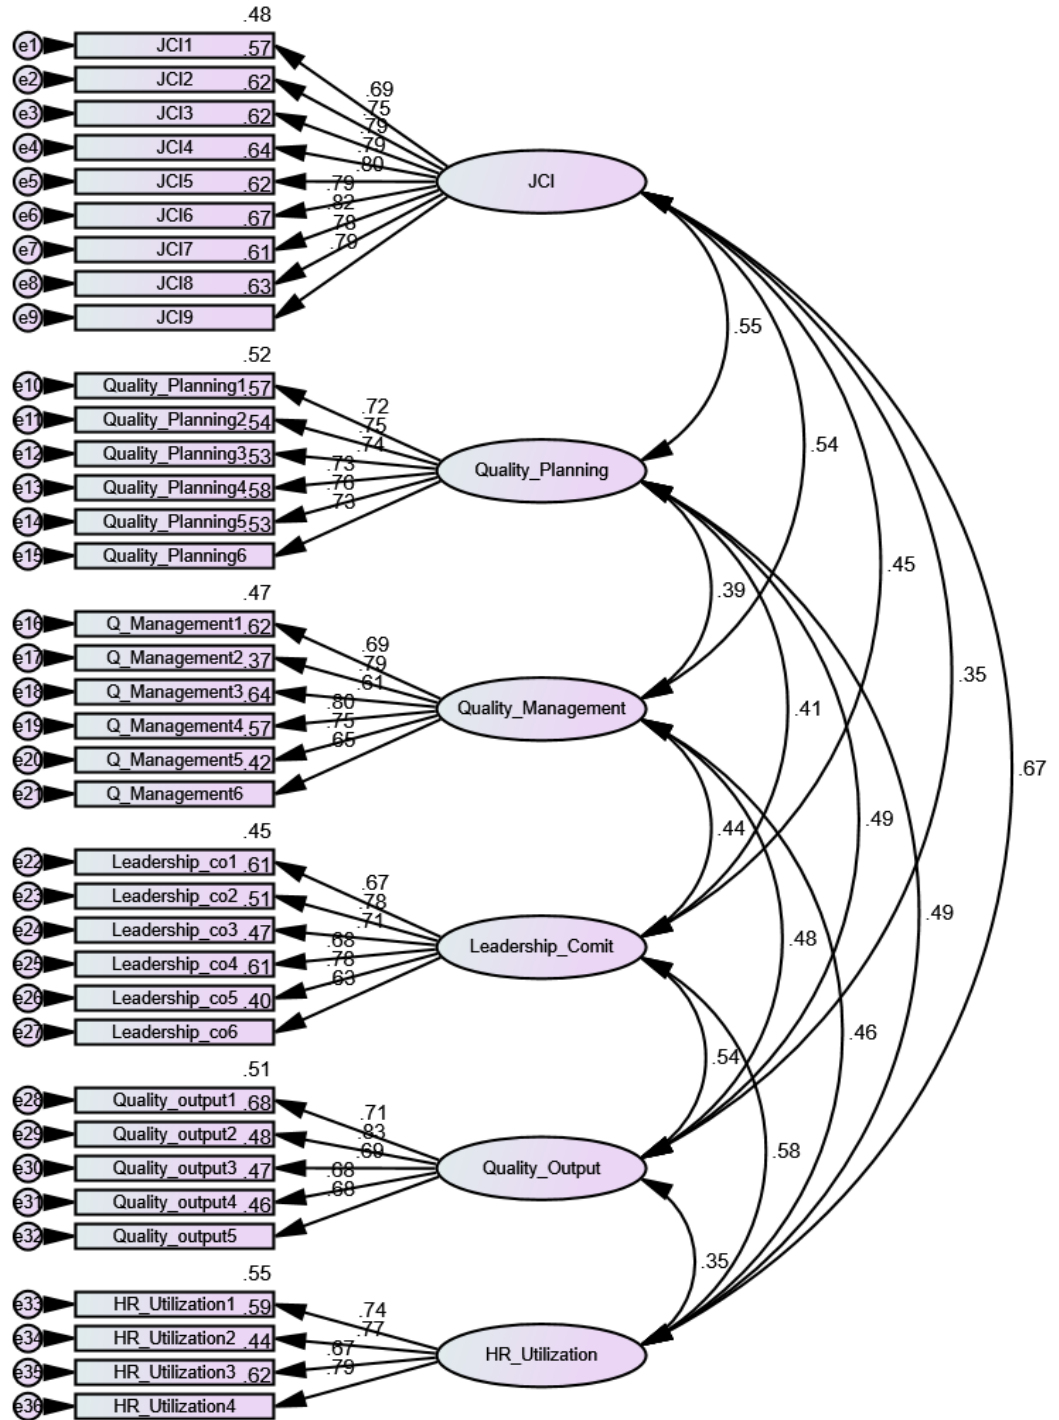 .48
e1 JCI1 .57
e2 JCI2 .62
e3 JCI3 .62
e4 JCI4 .64
e5 JCI5 .62
e6 JCI6 .67
e7 JCI7 .61
e8 JCI8 .63
e9 JCI9
.69
.75
.79
.79
.80
.79
.82
.78
.79
JCI
.52
e10 Quality_Planning1 .57
e11 Quality_Planning2 .54
e12 Quality_Planning3 .53
e13 Quality_Planning4 .58
e14 Quality_Planning5 .53
e15 Quality_Planning6
.72
.75
.74
.73
.76
.73
Quality_Planning
.47
e16 Q_Management1 .62
e17 Q_Management2 .37
e18 Q_Management3 .64
e19 Q_Management4 .57
e20 Q_Management5 .42
e21 Q_Management6
.69
.79
.61
.80
.75
.65
Quality_Management
.45
e22 Leadership_co1 .61
e23 Leadership_co2 .51
e24 Leadership_co3 .47
e25 Leadership_co4 .61
e26 Leadership_co5 .40
e27 Leadership_co6
.67
.78
.71
.68
.78
.63
Leadership_Comit
.51
e28 Quality_output1 .68
e29 Quality_output2 .48
e30 Quality_output3 .47
e31 Quality_output4 .46
e32 Quality_output5
.71
.83
.69
.68
.68
Quality_Output
.55
e33 HR_Utilization1 .59
e34 HR_Utilization2 .44
e35 HR_Utilization3 .62
e36 HR_Utilization4
.74
.77
.67
.79
HR_Utilization
.55
.54
.45
.35
.67
.39
.41
.49
.49
.44
.48
.46
.54
.58
.35